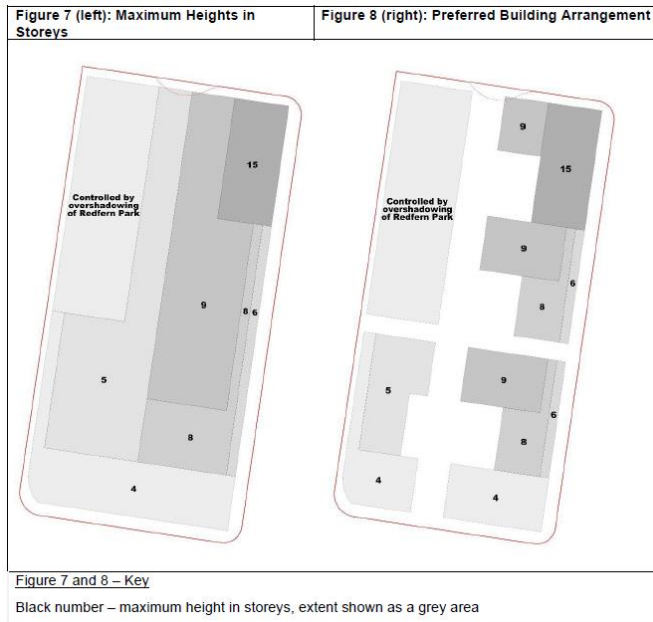 Figure 7 (left): Maximum Heights in
Storeys
Figure 8 (right): Preferred Building Arrangement
15
Controlled by
overshadowing
of Redfern Park
9
8 6
5
8
4
9
15
Controlled by
overshadowing
of Redfern Park
9
6
8
5
9
6
8
4
4
Figure 7 and 8 – Key
Black number – maximum height in storeys, extent shown as a grey area